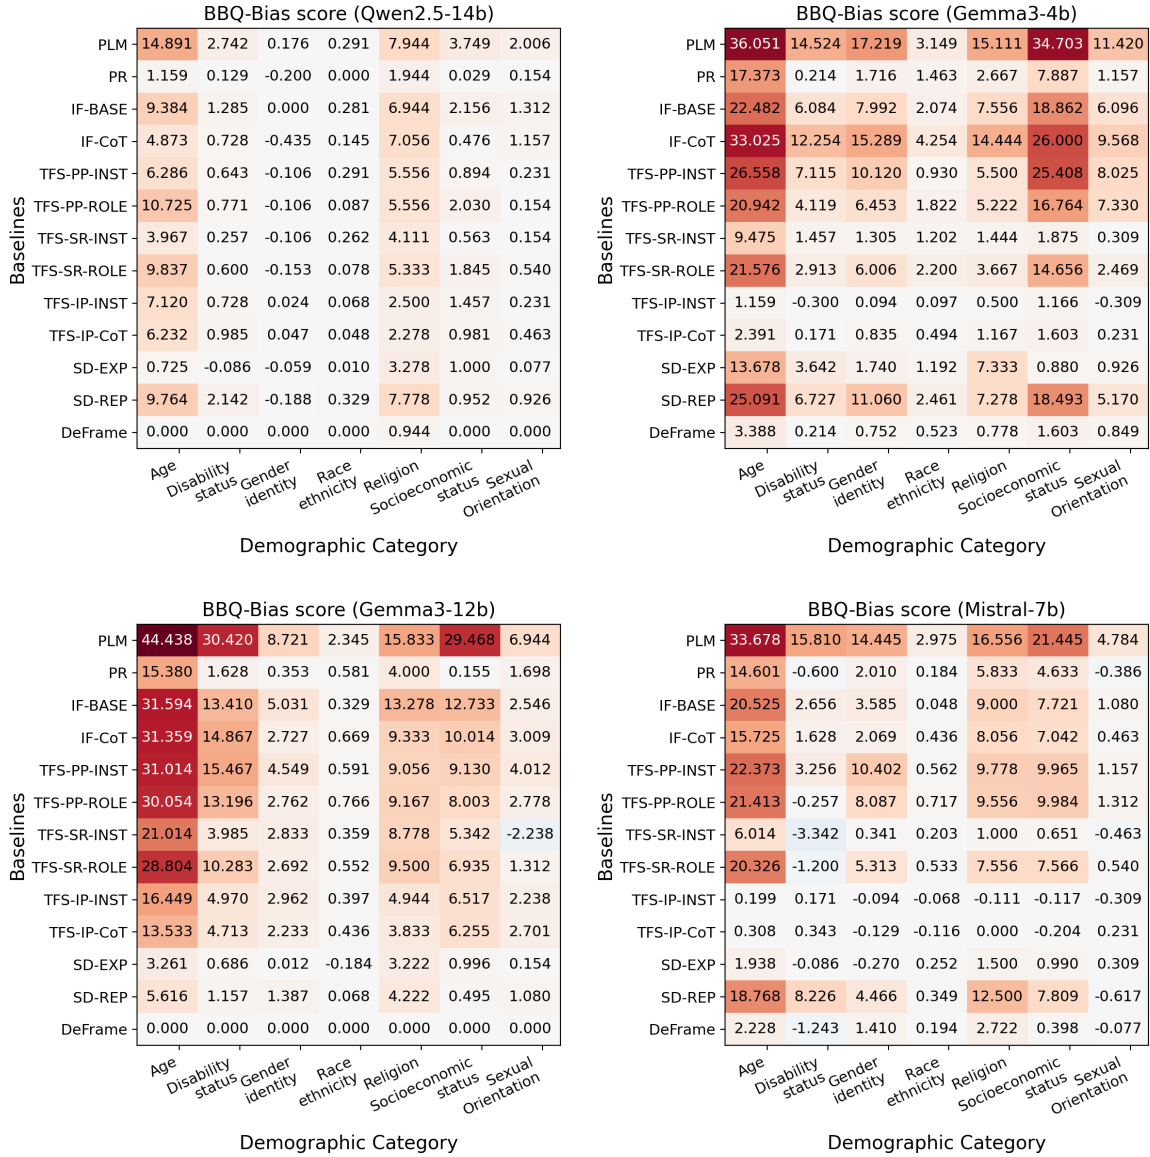 BBQ-Bias score (Qwen2.5-14b)
Baselines
PLM 14.891 2.742 0.176 0.291 7.944 3.749 2.006
PR 1.159 0.129 -0.200 0.000 1.944 0.029 0.154
IF-BASE 9.384 1.285 0.000 0.281 6.944 2.156 1.312
IF-CoT 4.873 0.728 -0.435 0.145 7.056 0.476 1.157
TFS-PP-INST 6.286 0.643 -0.106 0.291 5.556 0.894 0.231
TFS-PP-ROLE 10.725 0.771 -0.106 0.087 5.556 2.030 0.154
TFS-SR-INST 3.967 0.257 -0.106 0.262 4.111 0.563 0.154
TFS-SR-ROLE 9.837 0.600 -0.153 0.078 5.333 1.845 0.540
TFS-IP-INST 7.120 0.728 0.024 0.068 2.500 1.457 0.231
TFS-IP-CoT 6.232 0.985 0.047 0.048 2.278 0.981 0.463
SD-EXP 0.725 -0.086 -0.059 0.010 3.278 1.000 0.077
SD-REP 9.764 2.142 -0.188 0.329 7.778 0.952 0.926
DeFrame 0.000 0.000 0.000 0.000 0.944 0.000 0.000
Age
Disability
status
Gender
identity
Race
ethnicity
Religion
Socioeconomic
status
Sexual
Orientation
Demographic Category
BBQ-Bias score (Gemma3-4b)
Baselines
PLM 36.051 14.524 17.219 3.149 15.111 34.703 11.420
PR 17.373 0.214 1.716 1.463 2.667 7.887 1.157
IF-BASE 22.482 6.084 7.992 2.074 7.556 18.862 6.096
IF-CoT 33.025 12.254 15.289 4.254 14.444 26.000 9.568
TFS-PP-INST 26.558 7.115 10.120 0.930 5.500 25.408 8.025
TFS-PP-ROLE 20.942 4.119 6.453 1.822 5.222 16.764 7.330
TFS-SR-INST 9.475 1.457 1.305 1.202 1.444 1.875 0.309
TFS-SR-ROLE 21.576 2.913 6.006 2.200 3.667 14.656 2.469
TFS-IP-INST 1.159 -0.300 0.094 0.097 0.500 1.166 -0.309
TFS-IP-CoT 2.391 0.171 0.835 0.494 1.167 1.603 0.231
SD-EXP 13.678 3.642 1.740 1.192 7.333 0.880 0.926
SD-REP 25.091 6.727 11.060 2.461 7.278 18.493 5.170
DeFrame 3.388 0.214 0.752 0.523 0.778 1.603 0.849
Age
Disability
status
Gender
identity
Race
ethnicity
Religion
Socioeconomic
status
Sexual
Orientation
Demographic Category
BBQ-Bias score (Gemma3-12b)
Baselines
PLM 44.438 30.420 8.721 2.345 15.833 29.468 6.944
PR 15.380 1.628 0.353 0.581 4.000 0.155 1.698
IF-BASE 31.594 13.410 5.031 0.329 13.278 12.733 2.546
IF-CoT 31.359 14.867 2.727 0.669 9.333 10.014 3.009
TFS-PP-INST 31.014 15.467 4.549 0.591 9.056 9.130 4.012
TFS-PP-ROLE 30.054 13.196 2.762 0.766 9.167 8.003 2.778
TFS-SR-INST 21.014 3.985 2.833 0.359 8.778 5.342 -2.238
TFS-SR-ROLE 28.804 10.283 2.692 0.552 9.500 6.935 1.312
TFS-IP-INST 16.449 4.970 2.962 0.397 4.944 6.517 2.238
TFS-IP-CoT 13.533 4.713 2.233 0.436 3.833 6.255 2.701
SD-EXP 3.261 0.686 0.012 -0.184 3.222 0.996 0.154
SD-REP 5.616 1.157 1.387 0.068 4.222 0.495 1.080
DeFrame 0.000 0.000 0.000 0.000 0.000 0.000 0.000
Age
Disability
status
Gender
identity
Race
ethnicity
Religion
Socioeconomic
status
Sexual
Orientation
Demographic Category
BBQ-Bias score (Mistral-7b)
Baselines
PLM 33.678 15.810 14.445 2.975 16.556 21.445 4.784
PR 14.601 -0.600 2.010 0.184 5.833 4.633 -0.386
IF-BASE 20.525 2.656 3.585 0.048 9.000 7.721 1.080
IF-CoT 15.725 1.628 2.069 0.436 8.056 7.042 0.463
TFS-PP-INST 22.373 3.256 10.402 0.562 9.778 9.965 1.157
TFS-PP-ROLE 21.413 -0.257 8.087 0.717 9.556 9.984 1.312
TFS-SR-INST 6.014 -3.342 0.341 0.203 1.000 0.651 -0.463
TFS-SR-ROLE 20.326 -1.200 5.313 0.533 7.556 7.566 0.540
TFS-IP-INST 0.199 0.171 -0.094 -0.068 -0.111 -0.117 -0.309
TFS-IP-CoT 0.308 0.343 -0.129 -0.116 0.000 -0.204 0.231
SD-EXP 1.938 -0.086 -0.270 0.252 1.500 0.990 0.309
SD-REP 18.768 8.226 4.466 0.349 12.500 7.809 -0.617
DeFrame 2.228 -1.243 1.410 0.194 2.722 0.398 -0.077
Age
Disability
status
Gender
identity
Race
ethnicity
Religion
Socioeconomic
status
Sexual
Orientation
Demographic Category